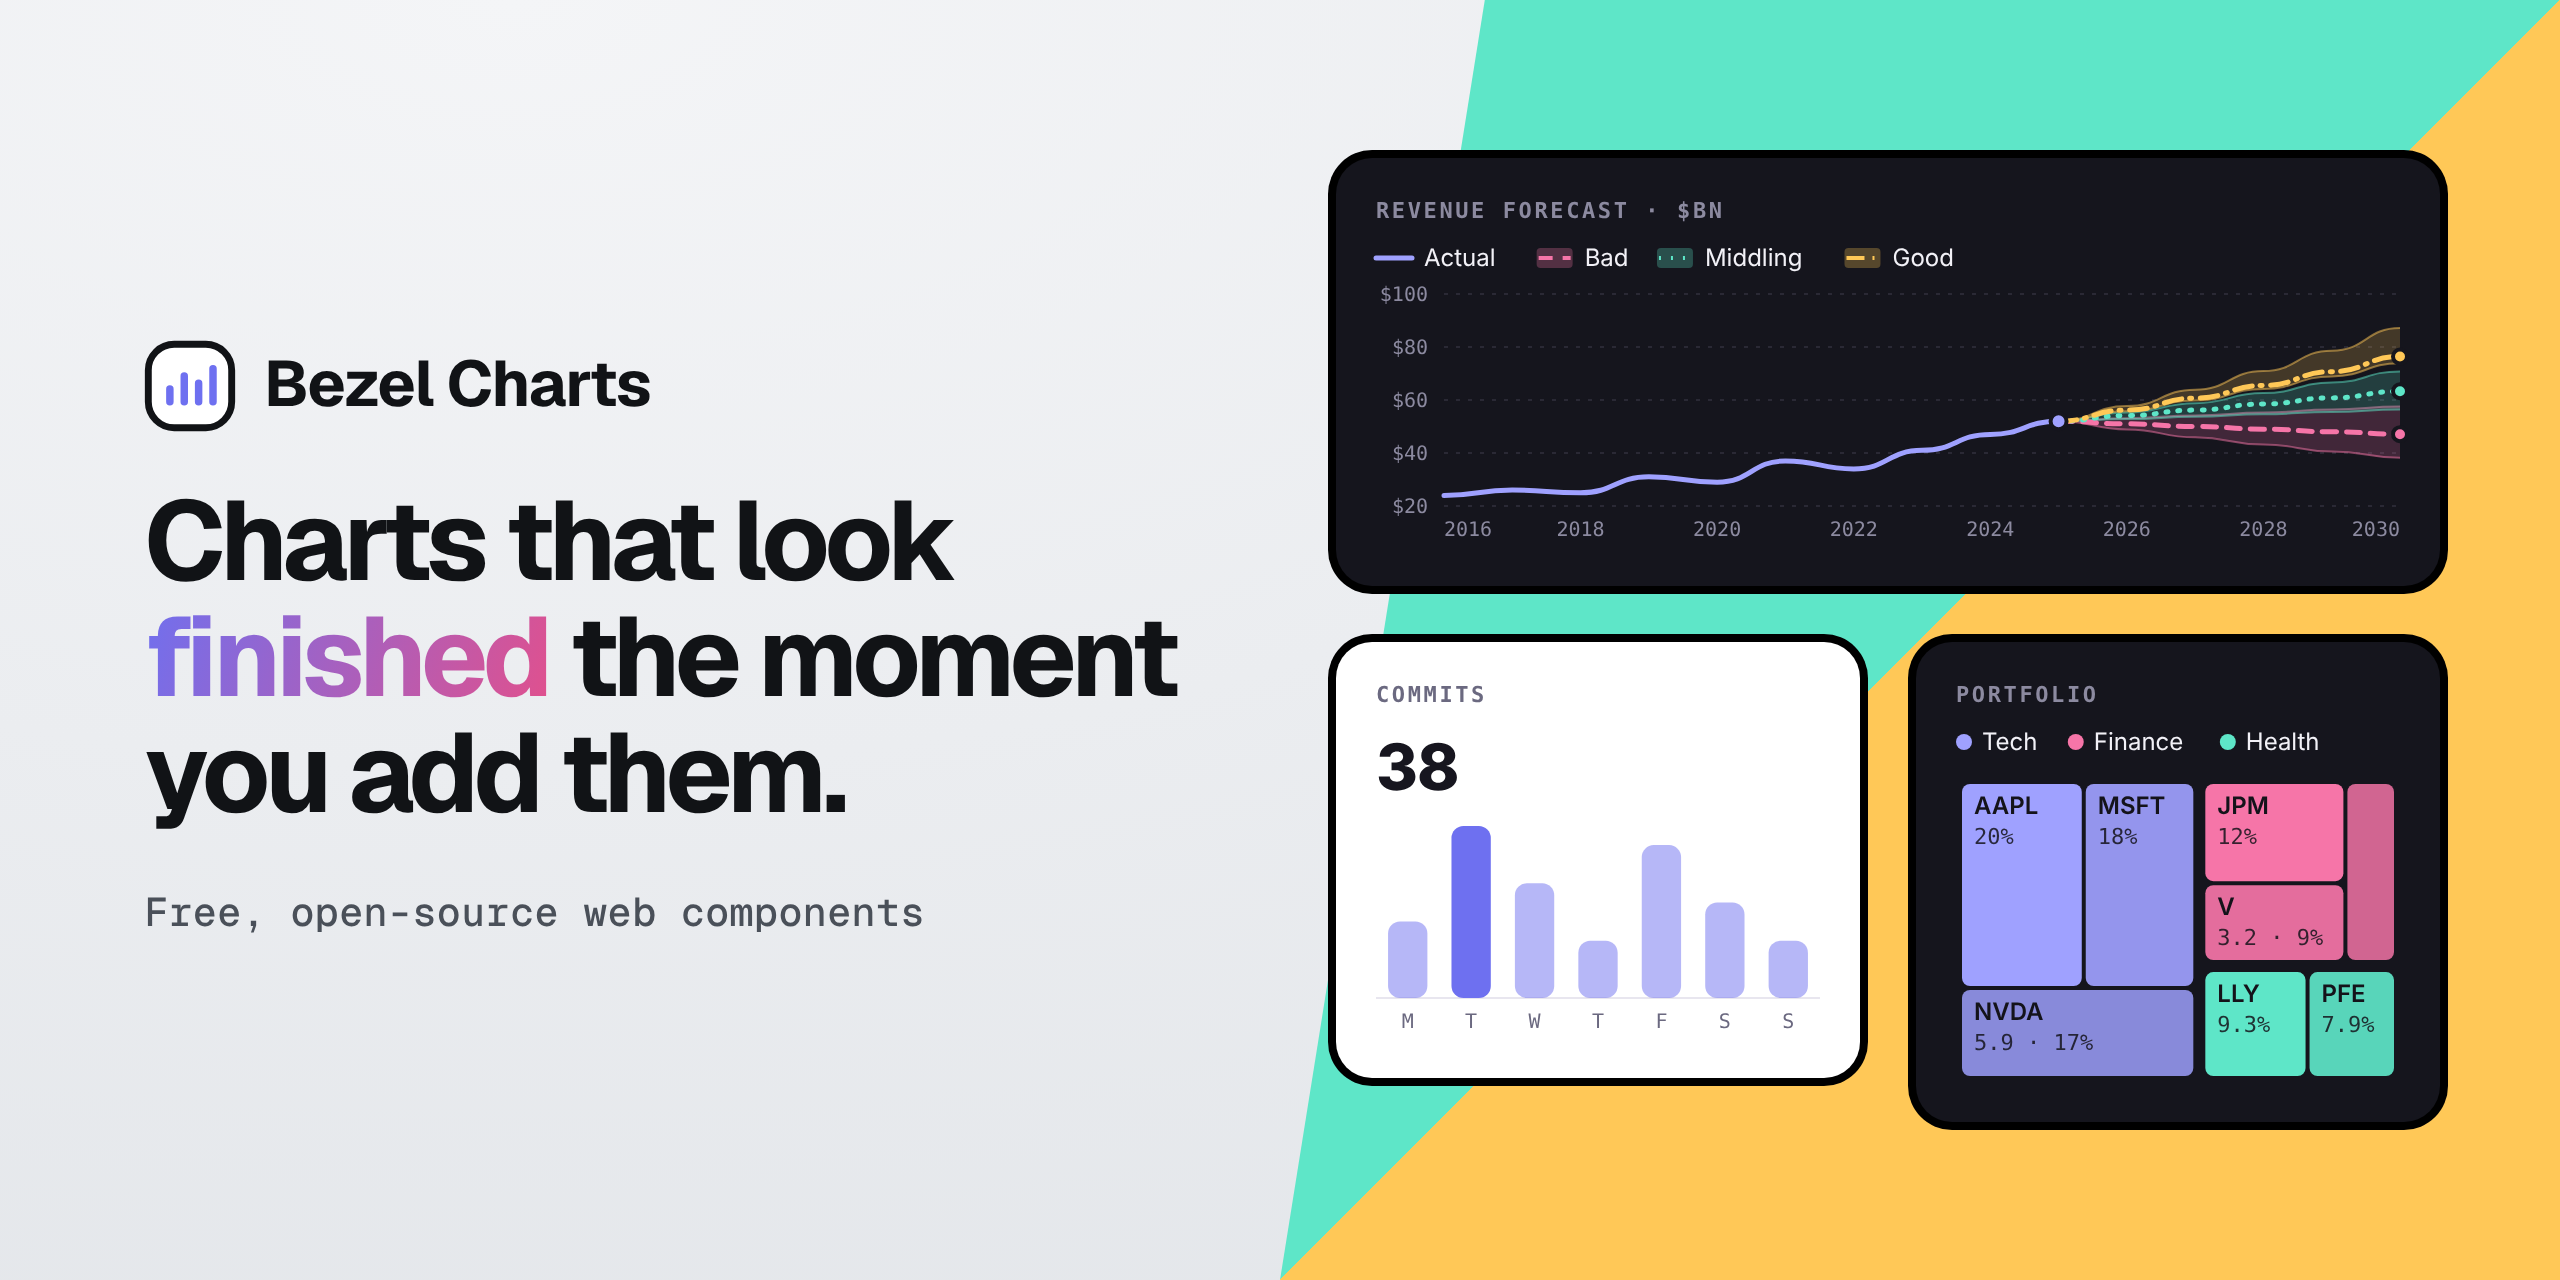 Bezel Charts
Charts that look
finished the moment
you add them.
Free, open-source web components
REVENUE FORECAST · $BN
Actual Bad Middling Good
$100
$80
$60
$40
$20
2016 2018 2020 2022 2024 2026 2028 2030
COMMITS
38
M T W T F S S
PORTFOLIO
Tech Finance Health
AAPL
20%
MSFT
18%
JPM
12%
V
3.2 · 9%
NVDA
5.9 · 17%
LLY
9.3%
PFE
7.9%